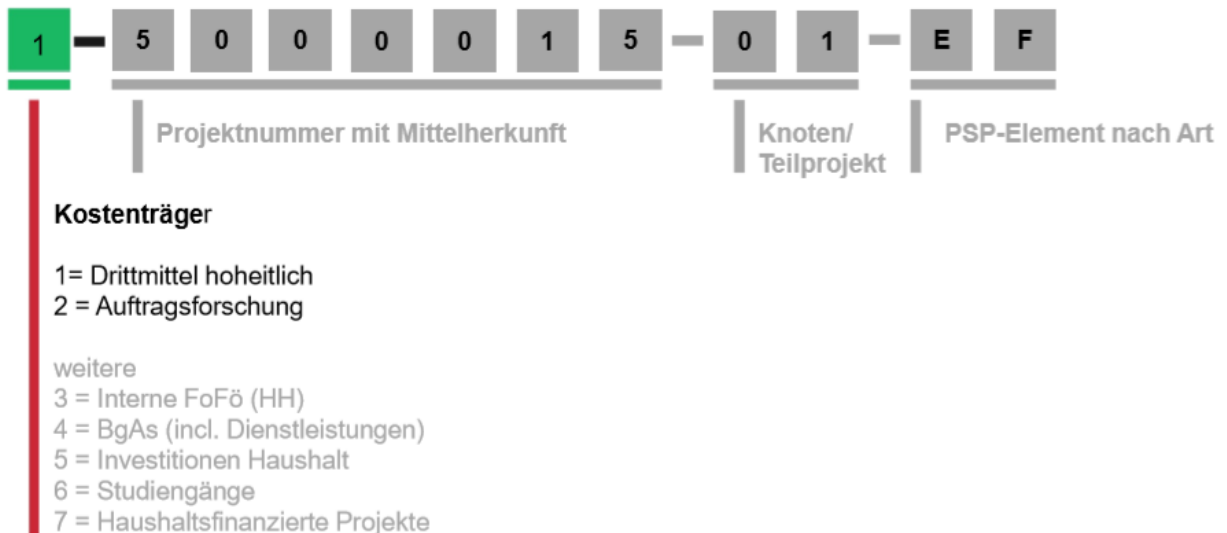 1 - 5 0 0 0 0 1 5 - 0 1 - E F
Projektnummer mit Mittelherkunft
Knoten/
Teilprojekt
PSP-Element nach Art
Kostenträger
1= Drittmittel hoheitlich
2 = Auftragsforschung
weitere
3 = Interne FoFö (HH)
4 = BgAs (incl. Dienstleistungen)
5 = Investitionen Haushalt
6 = Studiengänge
7 = Haushaltsfinanzierte Projekte